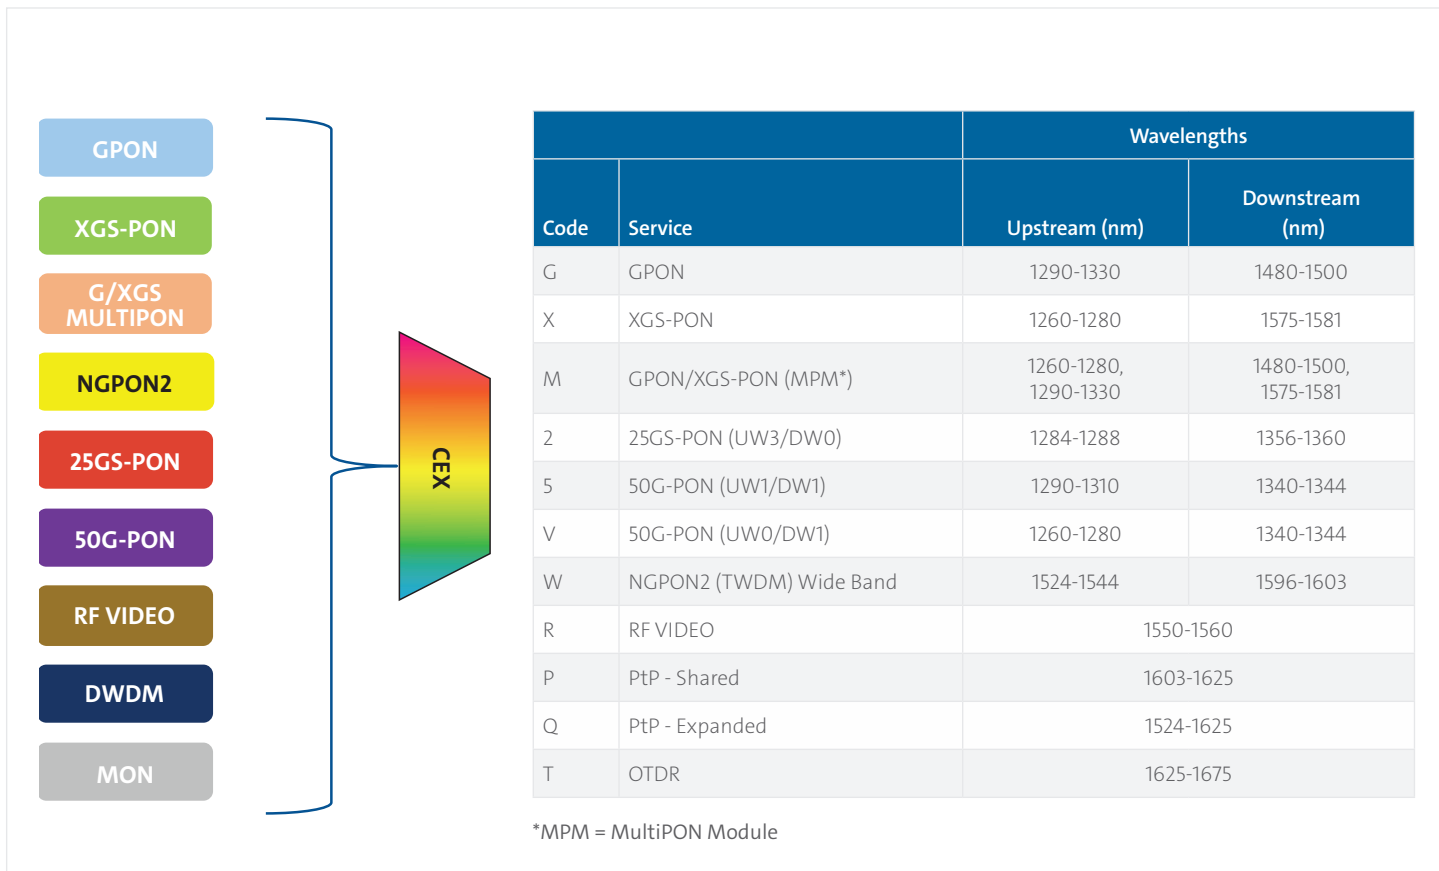 GPON
XGS-PON
G/XGS
MULTIPON
NGPON2
25GS-PON
50G-PON
RF VIDEO
DWDM
MON
CEX
Wavelengths
Code Service Upstream (nm) Downstream
(nm)
G GPON 1290-1330 1480-1500
X XGS-PON 1260-1280 1575-1581
M GPON/XGS-PON (MPM*) 1260-1280, 1480-1500,
1290-1330 1575-1581
2 25GS-PON (UW3/DW0) 1284-1288 1356-1360
5 50G-PON (UW1/DW1) 1290-1310 1340-1344
V 50G-PON (UW0/DW1) 1260-1280 1340-1344
W NGPON2 (TWDM) Wide Band 1524-1544 1596-1603
R RF VIDEO 1550-1560
P PtP - Shared 1603-1625
Q PtP - Expanded 1524-1625
T OTDR 1625-1675
*MPM = MultiPON Module